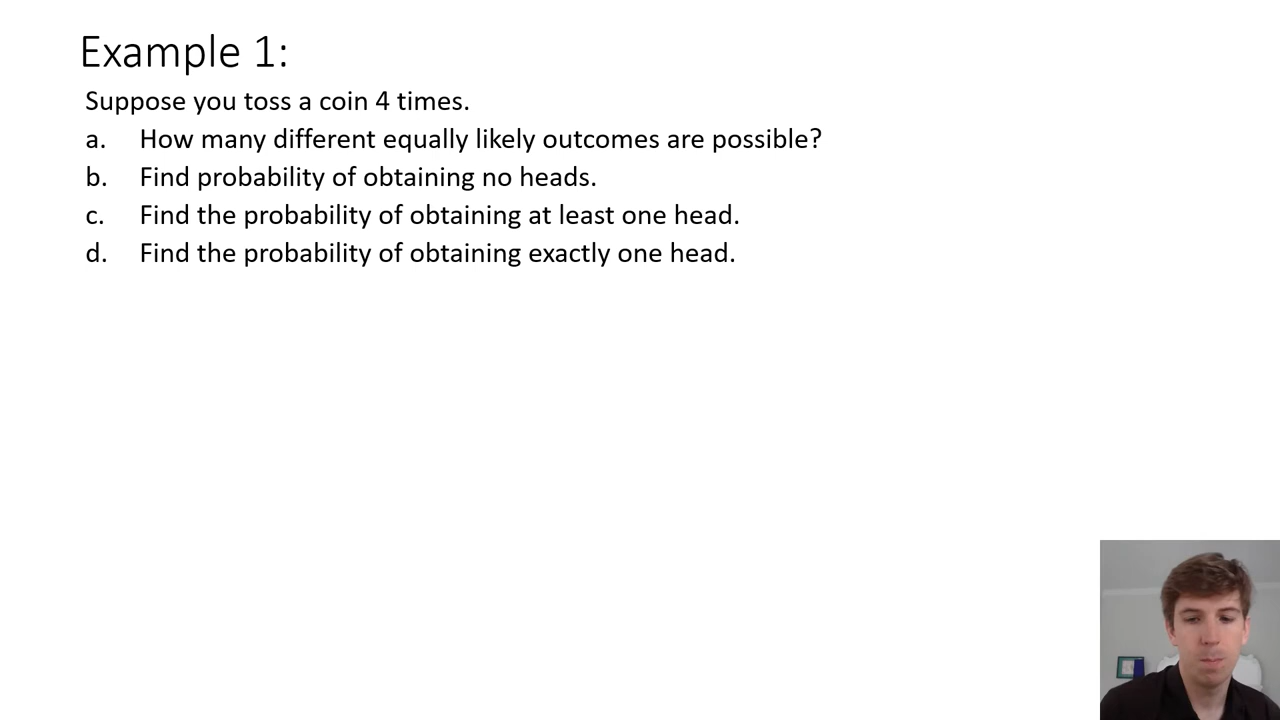 Example 1:
Suppose you toss a coin 4 times.
a. How many different equally likely outcomes are possible?
b. Find probability of obtaining no heads.
c. Find the probability of obtaining at least one head.
d. Find the probability of obtaining exactly one head.